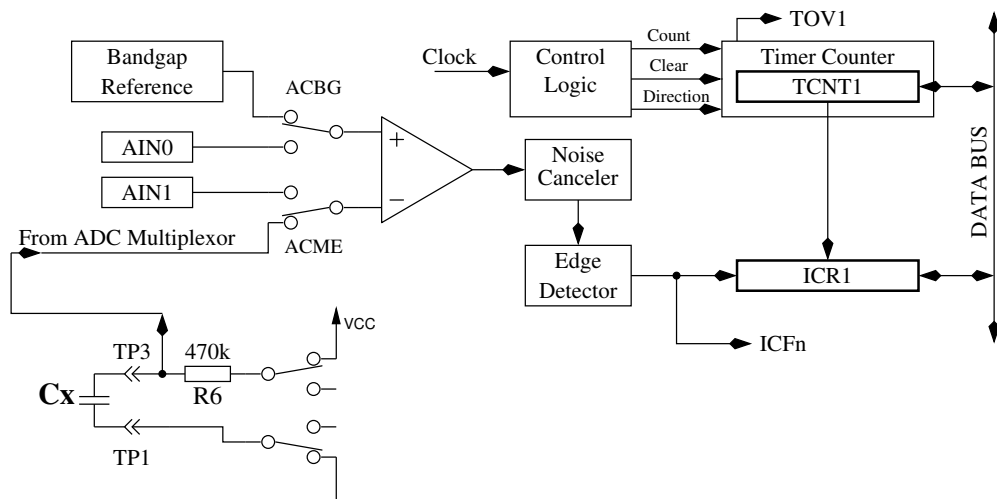 TOV1
Bandgap
Reference
ACBG
Clock
Control
Logic
Count
Clear
Direction
Timer Counter
TCNT1
AIN0
AIN1
+
−
Noise
Canceler
DATA BUS
From ADC Multiplexor
ACME
Edge
Detector
ICR1
ICFn
VCC
TP3
470k
R6
Cx
TP1